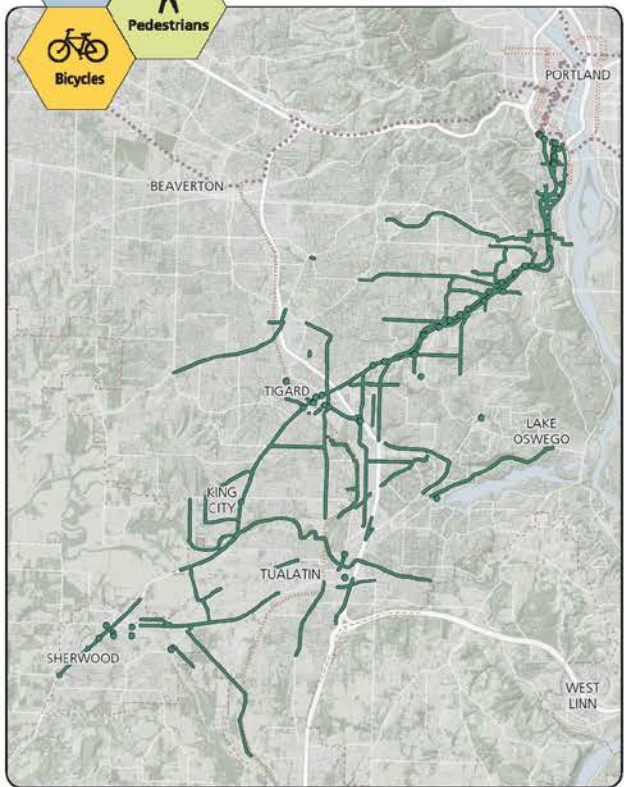 Pedestrians
Bicycles
PORTLAND
BEAVERTON
TIGARD
LAKE
OSWEGO
KING
CITY
TUALATIN
SHERWOOD
WEST
LINN